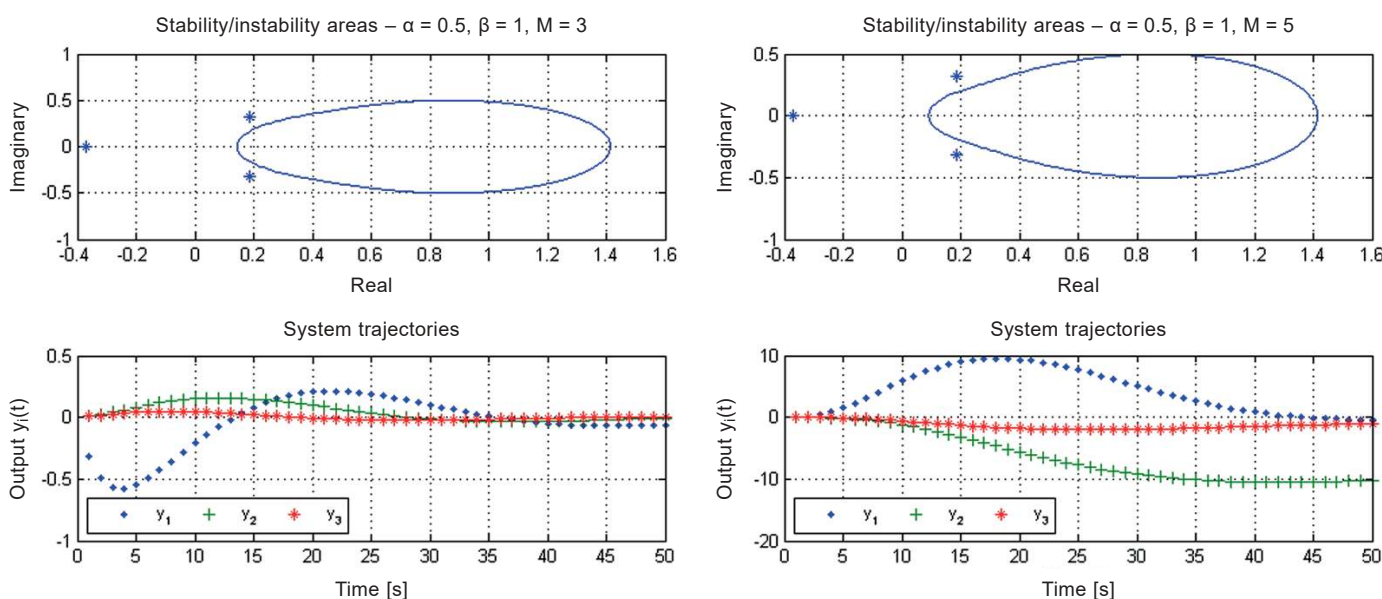 Stability/instability areas – α = 0.5, β = 1, M = 3
1
0.5
0
-0.5
-1
Imaginary
-0.4 -0.2 0 0.2 0.4 0.6 0.8 1 1.2 1.4 1.6
Real
Stability/instability areas – α = 0.5, β = 1, M = 5
0.5
0
-0.5
-1
Imaginary
-0.4 -0.2 0 0.2 0.4 0.6 0.8 1 1.2 1.4 1.6
Real
System trajectories
0.5
0
-0.5
-1
Output yᵢ(t)
y₁ y₂ y₃
0 5 10 15 20 25 30 35 40 45 50
Time [s]
System trajectories
10
0
-10
-20
Output yᵢ(t)
y₁ y₂ y₃
0 5 10 15 20 25 30 35 40 45 50
Time [s]